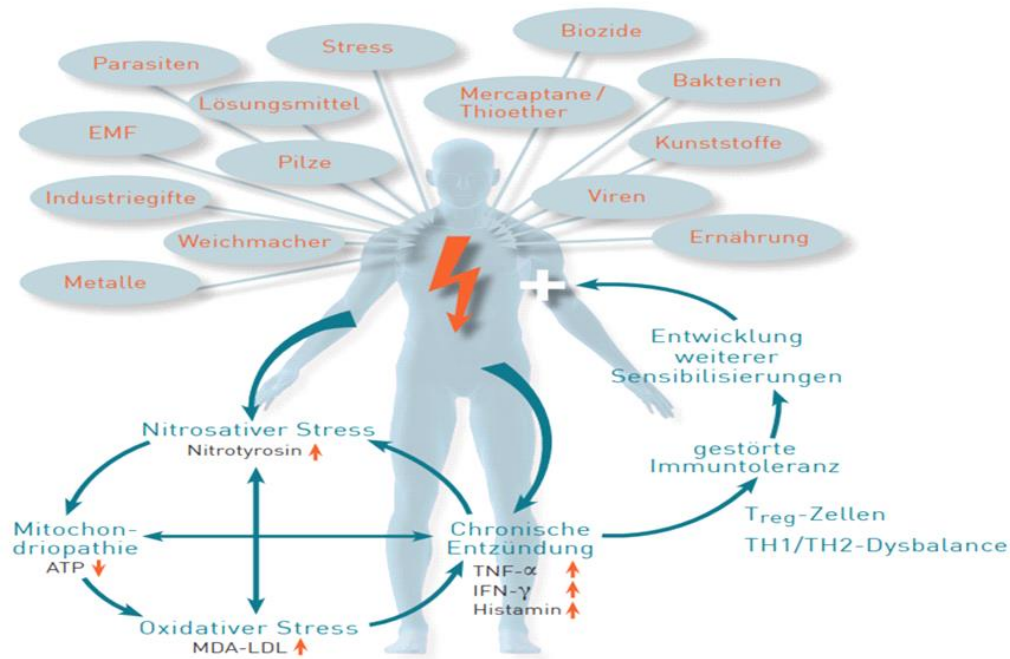 Stress
Biozide
Parasiten
Bakterien
Lösungsmittel
Mercaptane /
Thioether
EMF
Kunststoffe
Pilze
Industriegifte
Viren
Weichmacher
Ernährung
Metalle
Entwicklung
weiterer
Sensibilisierungen
Nitrosativer Stress
Nitrotyrosin
gestörte
Immuntoleranz
Treg-Zellen
TH1/TH2-Dysbalance
Mitochon-
driopathie
ATP
Chronische
Entzündung
TNF-α
IFN-γ
Histamin
Oxidativer Stress
MDA-LDL